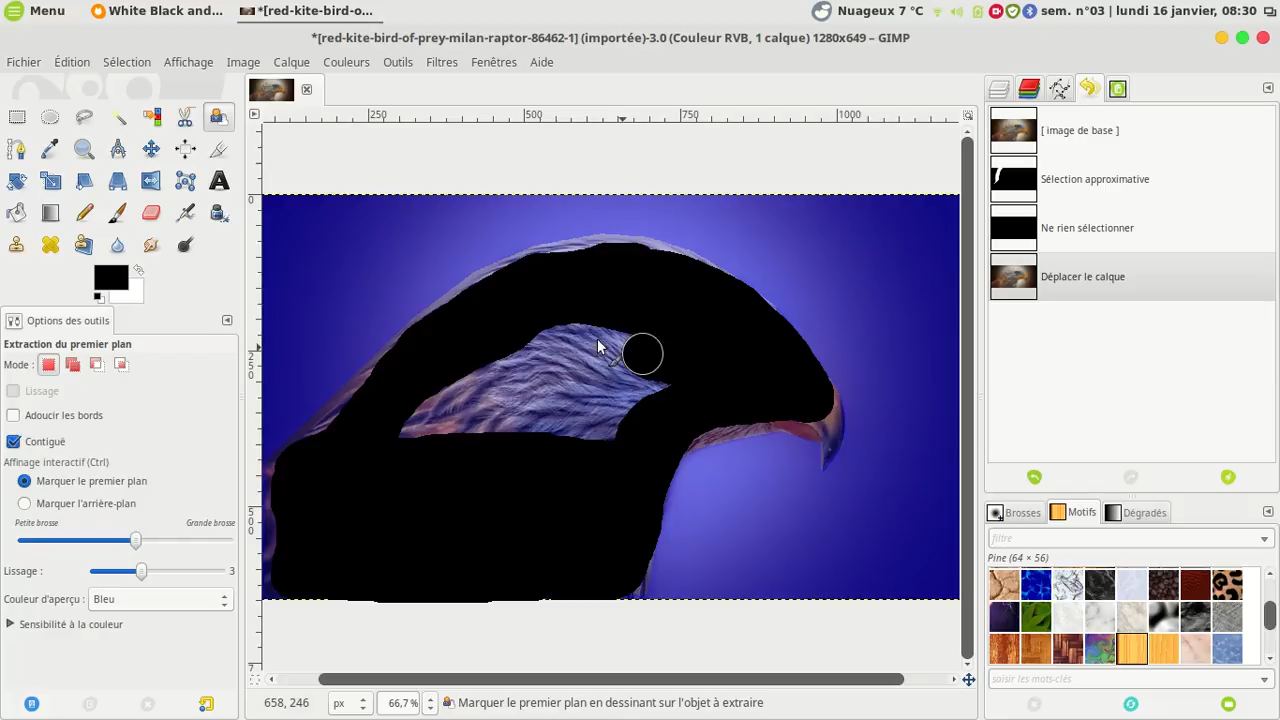 Menu
White Black and...
*[red-kite-bird-o...
Nuageux 7 °C
sem. n°03 | lundi 16 janvier, 08:30
*[red-kite-bird-of-prey-milan-raptor-86462-1] (importée)-3.0 (Couleur RVB, 1 calque) 1280x649 – GIMP
Fichier Édition Sélection Affichage Image Calque Couleurs Outils Filtres Fenêtres Aide
250 500 750 1000
0
250
500
7
Options des outils
Extraction du premier plan
Mode :
Lissage
Adoucir les bords
Contiguë
Affinage interactif (Ctrl)
Marquer le premier plan
Marquer l'arrière-plan
Petite brosse Grande brosse
Lissage : 3
Couleur d'aperçu : Bleu
Sensibilité à la couleur
658, 246 px 66,7 % Marquer le premier plan en dessinant sur l'objet à extraire
[ image de base ]
Sélection approximative
Ne rien sélectionner
Déplacer le calque
Brosses Motifs Dégradés
filtre
Pine (64 × 56)
saisir les mots-clés